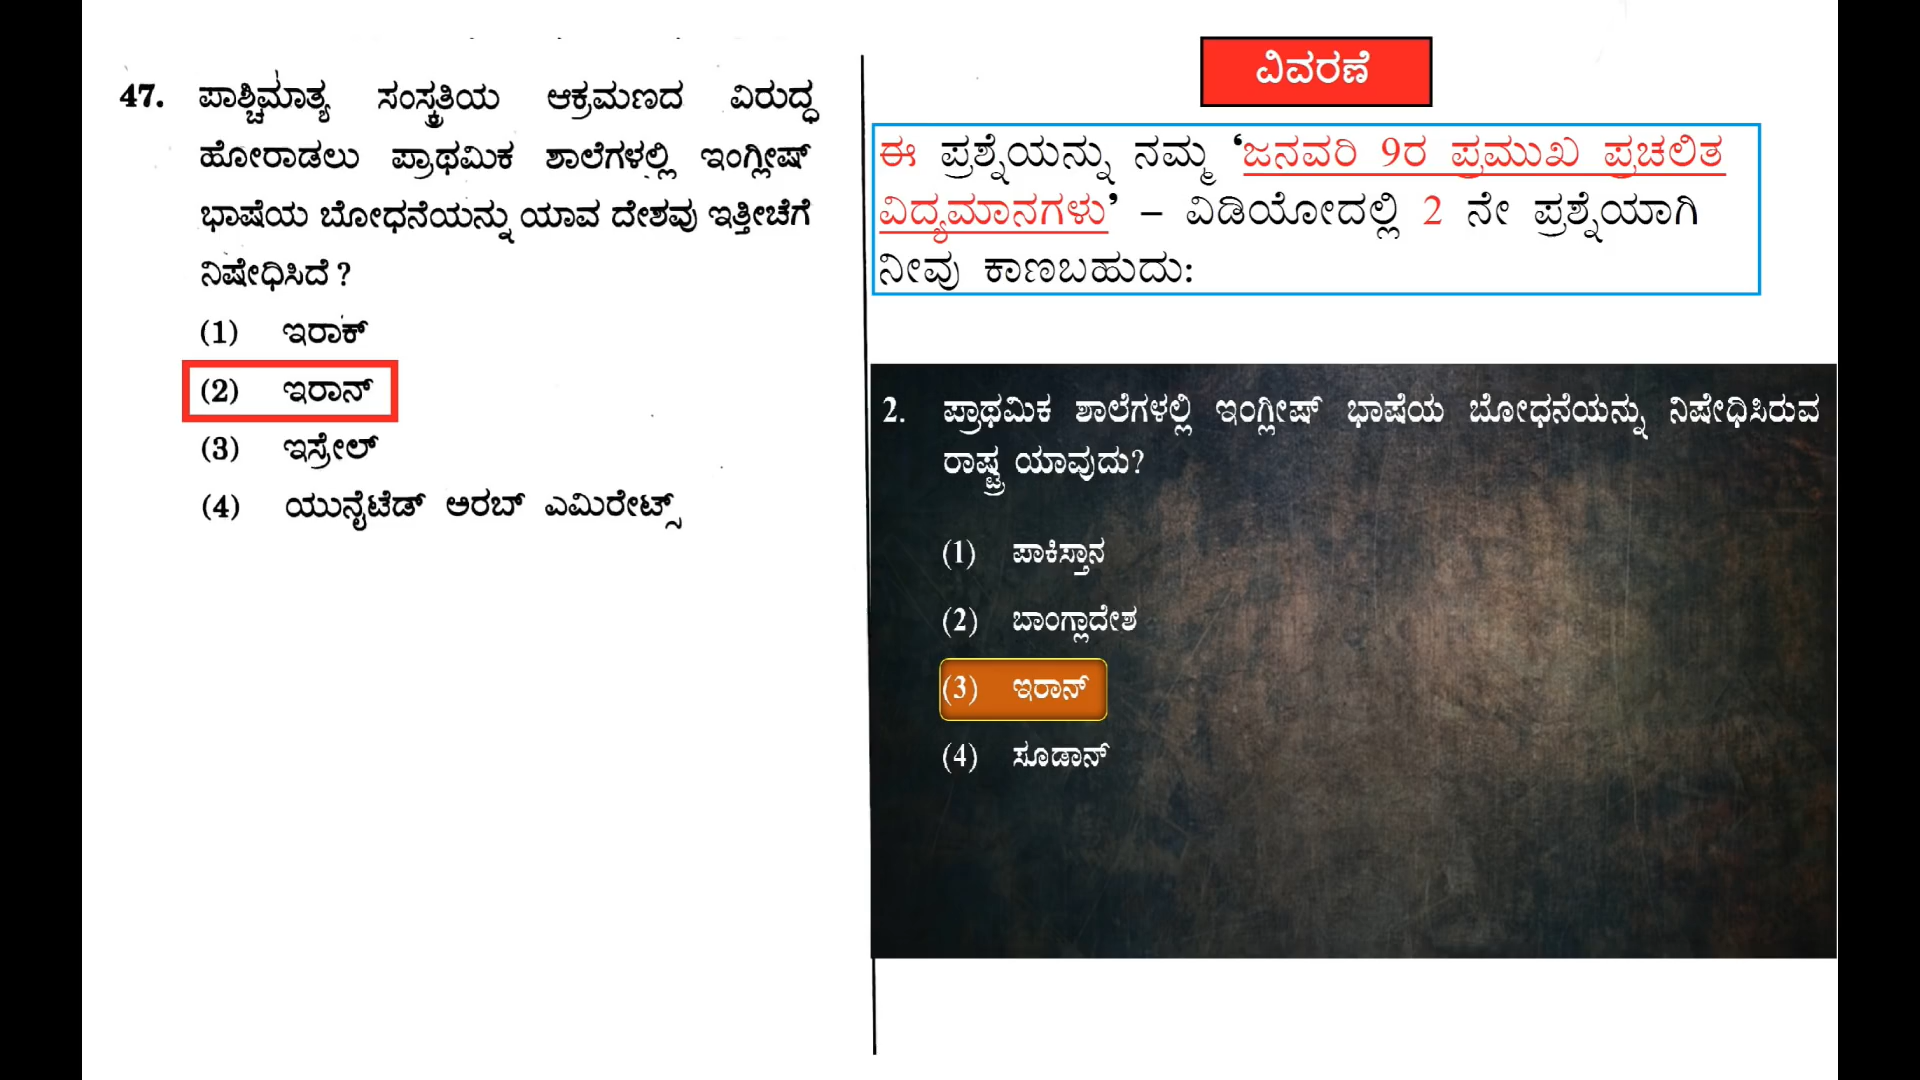 47. ಪಾಶ್ಚಿಮಾತ್ಯ ಸಂಸ್ಕೃತಿಯ ಆಕ್ರಮಣದ ವಿರುದ್ಧ
ಹೋರಾಡಲು ಪ್ರಾಥಮಿಕ ಶಾಲೆಗಳಲ್ಲಿ ಇಂಗ್ಲೀಷ್
ಭಾಷೆಯ ಬೋಧನೆಯನ್ನು ಯಾವ ದೇಶವು ಇತ್ತೀಚೆಗೆ
ನಿಷೇಧಿಸಿದೆ ?
(1) ಇರಾಕ್
(2) ಇರಾನ್
(3) ಇಸ್ರೇಲ್
(4) ಯುನೈಟೆಡ್ ಅರಬ್ ಎಮಿರೇಟ್ಸ್
ವಿವರಣೆ
ಈ ಪ್ರಶ್ನೆಯನ್ನು ನಮ್ಮ ‘ಜನವರಿ 9ರ ಪ್ರಮುಖ ಪ್ರಚಲಿತ
ವಿದ್ಯಮಾನಗಳು’ – ವಿಡಿಯೋದಲ್ಲಿ 2 ನೇ ಪ್ರಶ್ನೆಯಾಗಿ
ನೀವು ಕಾಣಬಹುದು:
2. ಪ್ರಾಥಮಿಕ ಶಾಲೆಗಳಲ್ಲಿ ಇಂಗ್ಲೀಷ್ ಭಾಷೆಯ ಬೋಧನೆಯನ್ನು ನಿಷೇಧಿಸಿರುವ
ರಾಷ್ಟ್ರ ಯಾವುದು?
(1) ಪಾಕಿಸ್ತಾನ
(2) ಬಾಂಗ್ಲಾದೇಶ
(3) ಇರಾನ್
(4) ಸೂಡಾನ್